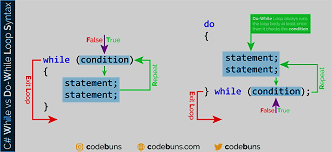 C# While vs Do-While Loop Syntax
False True
while (condition)
{
statement;
statement;
}
Exit Loop
Repeat
do
{
Do-While Loop always runs
the loop body at least once
then it checks the condition.
statement;
statement;
} while (condition);
False True
Exit Loop
Repeat
codebuns
codebuns.com
codebuns